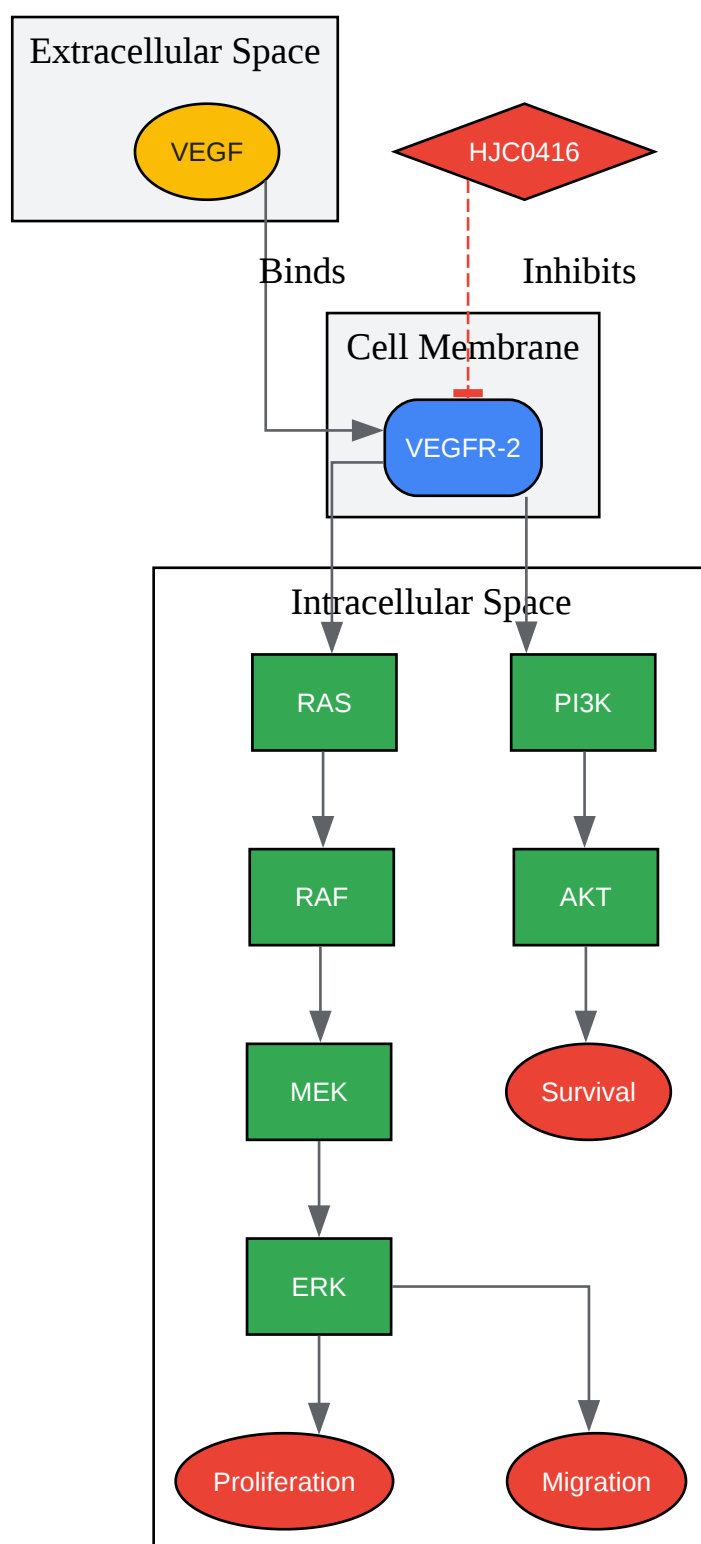 Extracellular Space
VEGF
HJC0416
Binds
Inhibits
Cell Membrane
VEGFR-2
Intracellular Space
RAS
PI3K
RAF
AKT
MEK
Survival
ERK
Proliferation
Migration